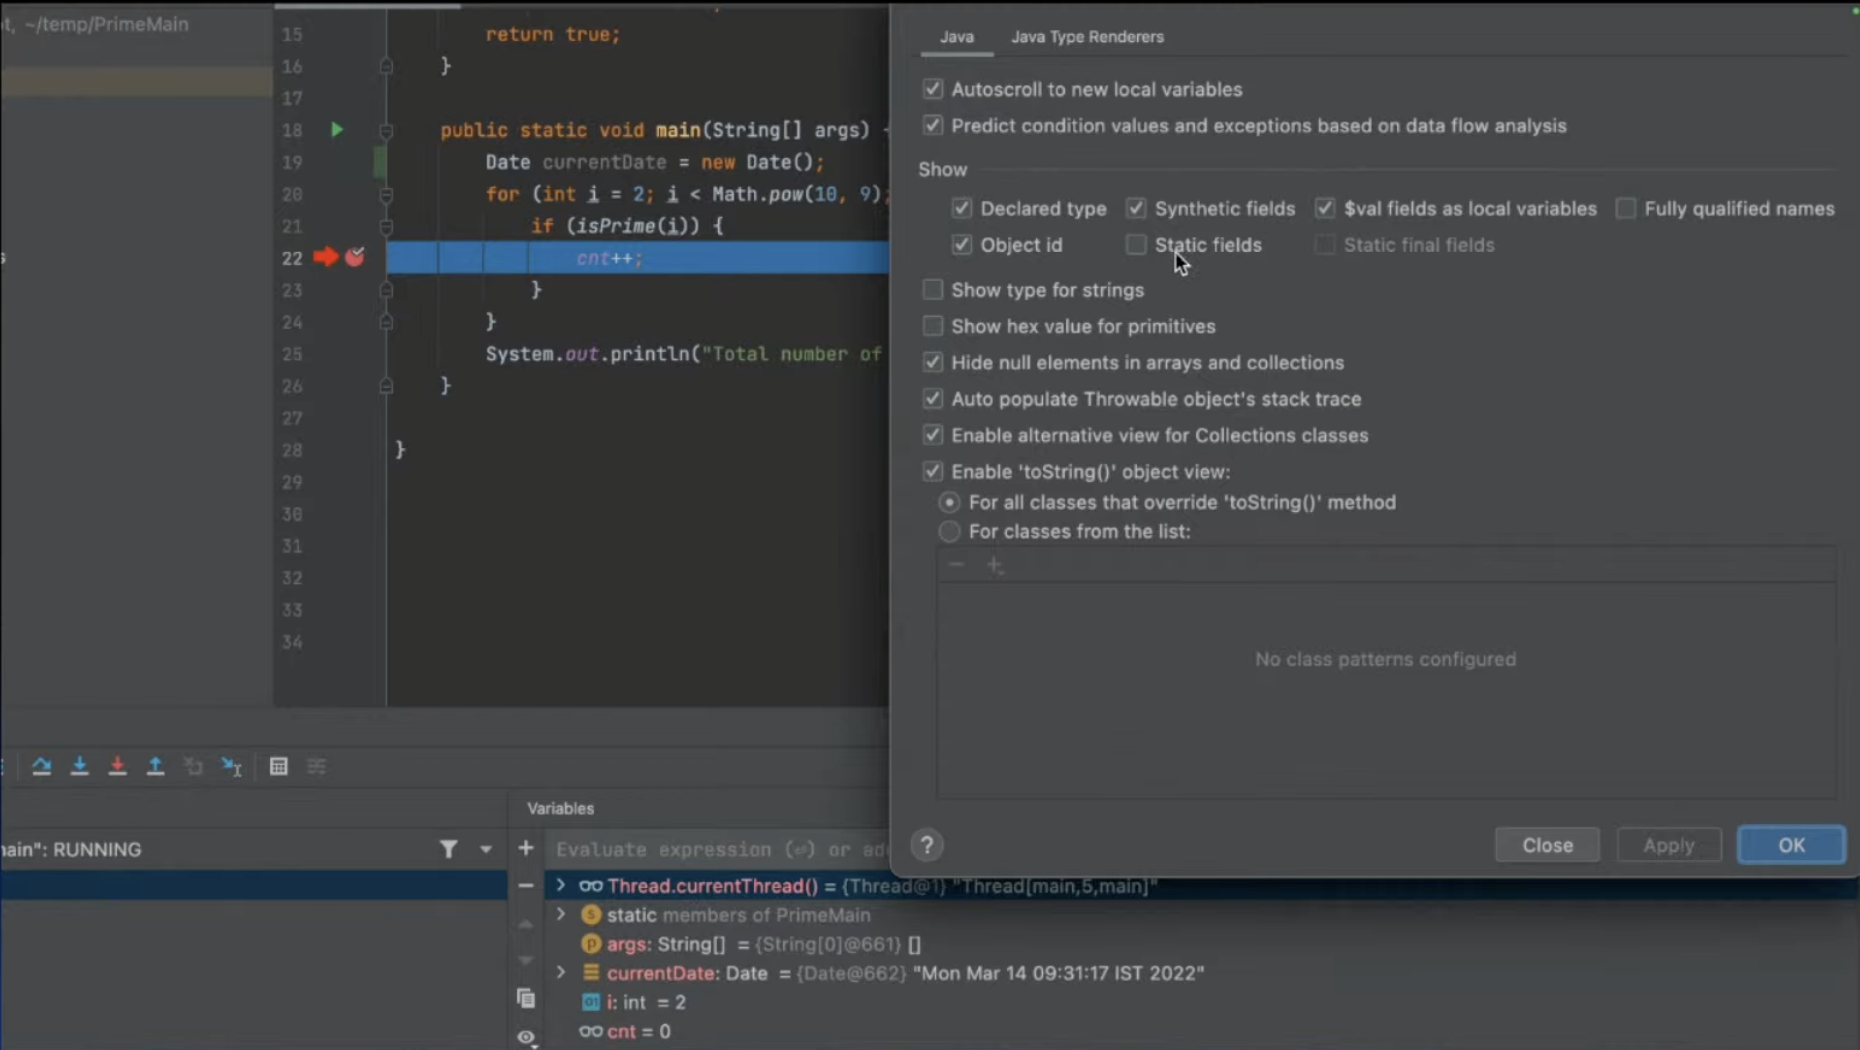 ot, ~/temp/PrimeMain
15 return true;
16 }
17
18 public static void main(String[] args) {
19 Date currentDate = new Date();
20 for (int i = 2; i < Math.pow(10, 9);
21 if (isPrime(i)) {
22 cnt++;
23 }
24 }
25 System.out.println("Total number of
26 }
27
28 }
29
30
31
32
33
34
Java Java Type Renderers
Autoscroll to new local variables
Predict condition values and exceptions based on data flow analysis
Show
Declared type Synthetic fields $val fields as local variables Fully qualified names
Object id Static fields Static final fields
Show type for strings
Show hex value for primitives
Hide null elements in arrays and collections
Auto populate Throwable object's stack trace
Enable alternative view for Collections classes
Enable 'toString()' object view:
For all classes that override 'toString()' method
For classes from the list:
No class patterns configured
? Close Apply OK
Variables
ain": RUNNING
Evaluate expression (⏎) or ad
Thread.currentThread() = {Thread@1} "Thread[main,5,main]"
static members of PrimeMain
args: String[] = {String[0]@661} []
currentDate: Date = {Date@662} "Mon Mar 14 09:31:17 IST 2022"
i: int = 2
cnt = 0